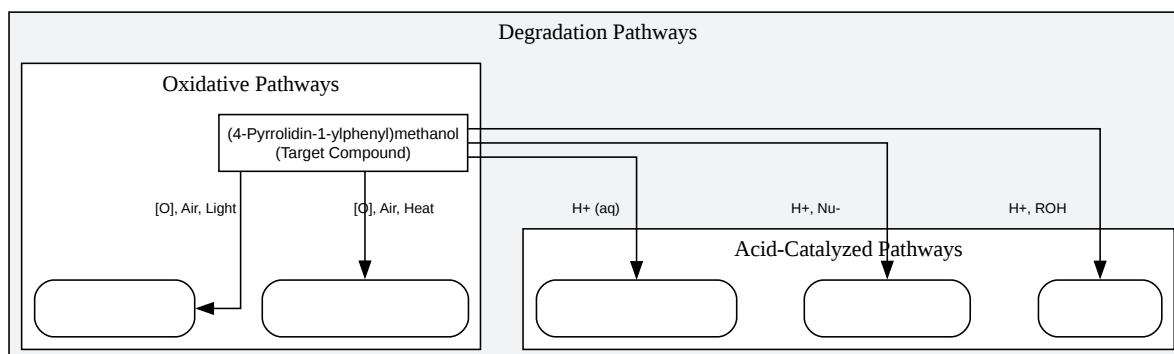 Degradation Pathways
Oxidative Pathways
(4-Pyrrolidin-1-ylphenyl)methanol
(Target Compound)
[O], Air, Light
[O], Air, Heat
H+ (aq)
H+, Nu-
H+, ROH
Acid-Catalyzed Pathways